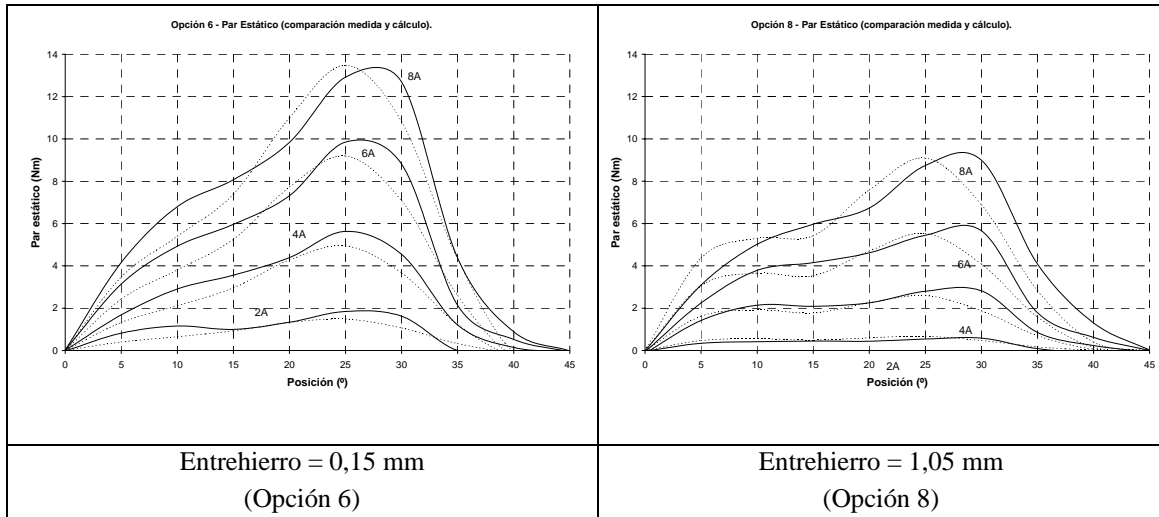 Opción 6 - Par Estático (comparación medida y cálculo).
14
12
10
8
6
4
2
0
Par estático (Nm)
8A
6A
4A
2A
0 5 10 15 20 25 30 35 40 45
Posición (º)
Opción 8 - Par Estático (comparación medida y cálculo).
14
12
10
8
6
4
2
0
Par estático (Nm)
8A
6A
4A
2A
0 5 10 15 20 25 30 35 40 45
Posición (º)
Entrehierro = 0,15 mm
(Opción 6)
Entrehierro = 1,05 mm
(Opción 8)